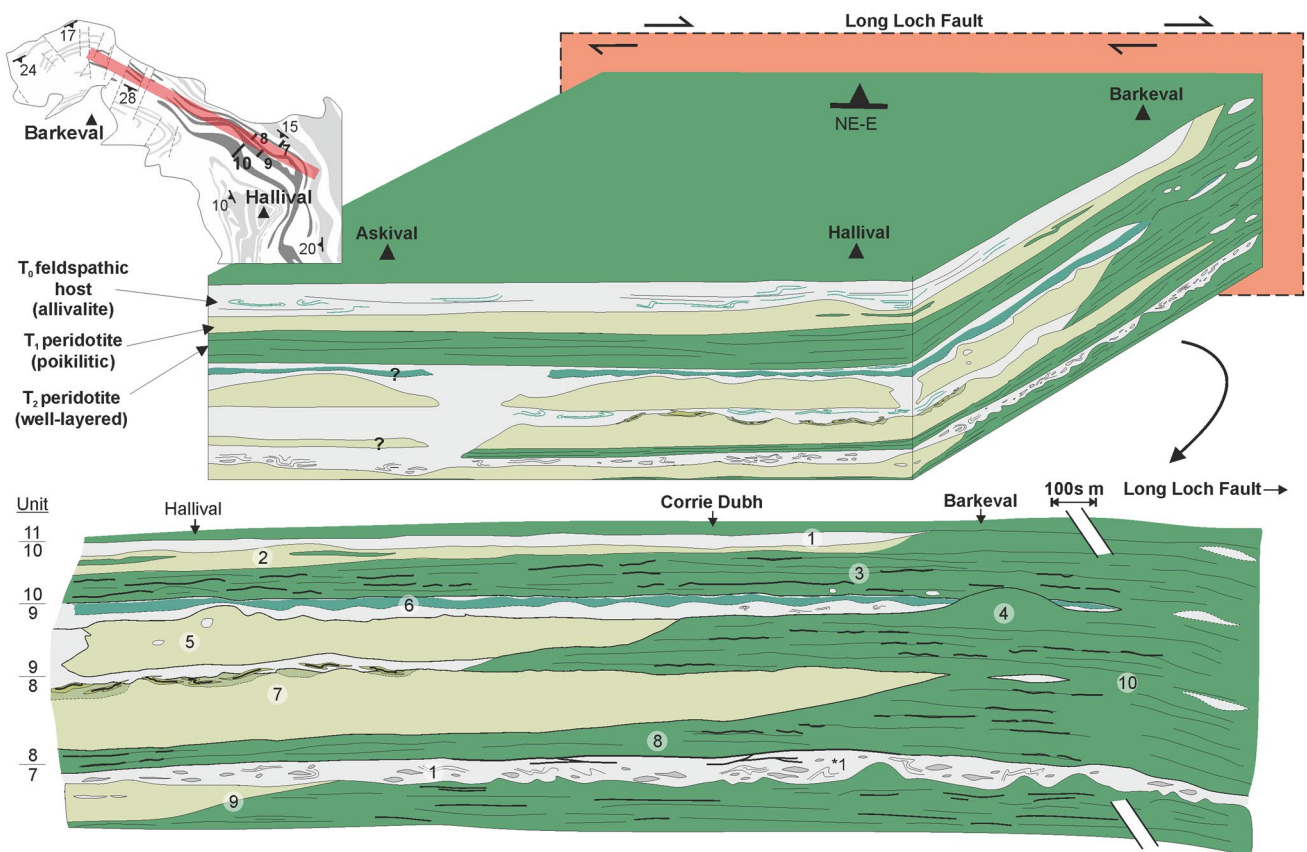 Long Loch Fault
17
24
28
Barkeval
15
8
7
10
9
10
Hallival
20
NE-E
Barkeval
Askival
Hallival
T0 feldspathic
host
(allivalite)
T1 peridotite
(poikilitic)
T2 peridotite
(well-layered)
?
?
Unit
Hallival
Corrie Dubh
Barkeval
100s m
Long Loch Fault
11
10
1
2
3
10
9
6
4
5
9
8
7
10
8
8
7
1
*1
9